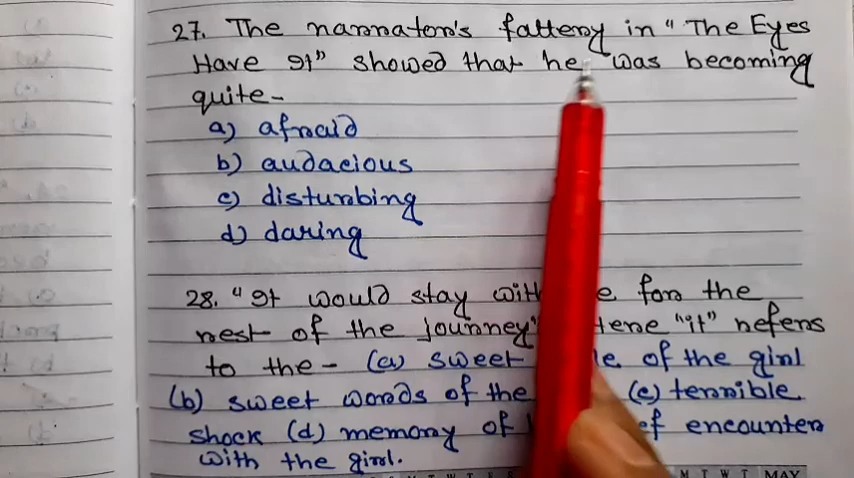 27. The narrator's fattery in "The Eyes
Have It" showed that he was becoming
quite-
a) afraid
b) audacious
c) disturbing
d) daring
28. "It would stay with for the
rest of the journey" Here "it" refers
to the - (a) sweet of the girl
(b) sweet words of the (c) terrible
shock (d) memory of encounter
with the girl.
M T W T MAY